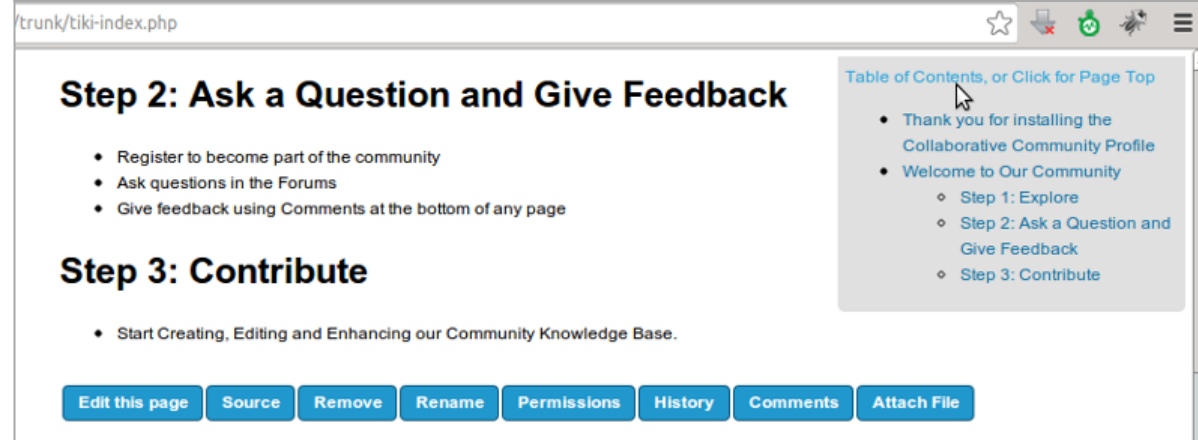 /trunk/tiki-index.php
Step 2: Ask a Question and Give Feedback
Register to become part of the community
Ask questions in the Forums
Give feedback using Comments at the bottom of any page
Step 3: Contribute
Start Creating, Editing and Enhancing our Community Knowledge Base.
Table of Contents, or Click for Page Top
Thank you for installing the
Collaborative Community Profile
Welcome to Our Community
Step 1: Explore
Step 2: Ask a Question and
Give Feedback
Step 3: Contribute
Edit this page Source Remove Rename Permissions History Comments Attach File